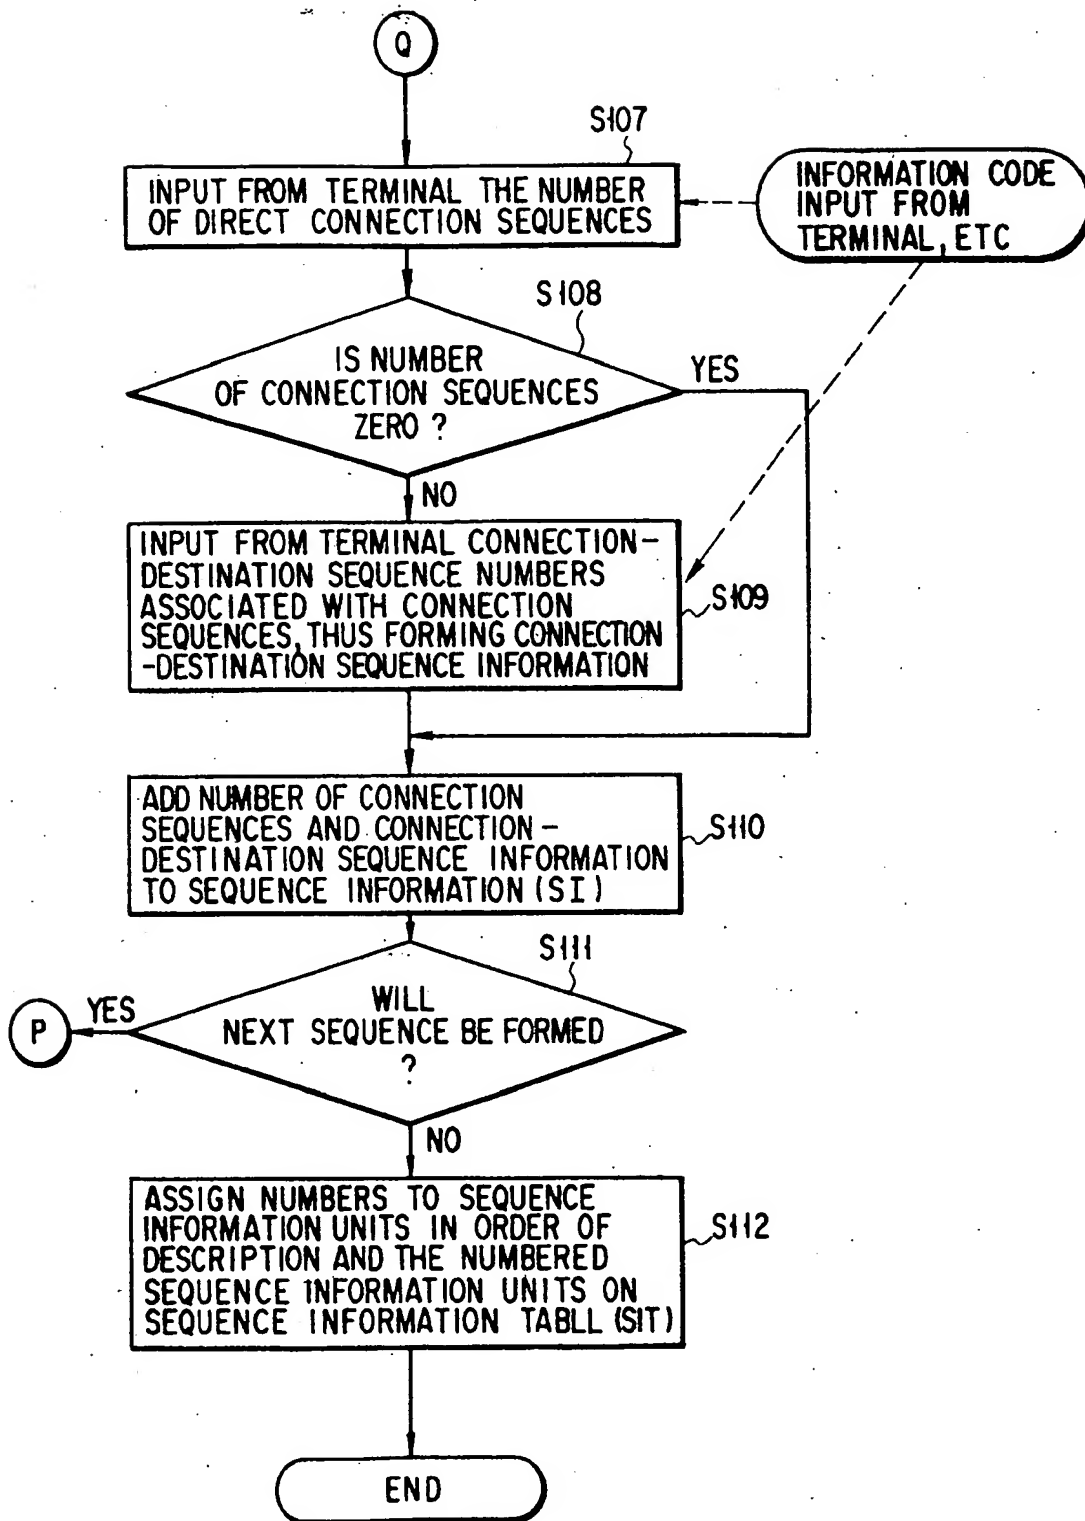 Q
S107
INPUT FROM TERMINAL THE NUMBER
OF DIRECT CONNECTION SEQUENCES
INFORMATION CODE
INPUT FROM
TERMINAL, ETC
S108
IS NUMBER
OF CONNECTION SEQUENCES
ZERO ?
YES
NO
INPUT FROM TERMINAL CONNECTION-
DESTINATION SEQUENCE NUMBERS
ASSOCIATED WITH CONNECTION
SEQUENCES, THUS FORMING CONNECTION
-DESTINATION SEQUENCE INFORMATION
S109
ADD NUMBER OF CONNECTION
SEQUENCES AND CONNECTION-
DESTINATION SEQUENCE INFORMATION
TO SEQUENCE INFORMATION (SI)
S110
S111
WILL
NEXT SEQUENCE BE FORMED
?
YES
P
NO
ASSIGN NUMBERS TO SEQUENCE
INFORMATION UNITS IN ORDER OF
DESCRIPTION AND THE NUMBERED
SEQUENCE INFORMATION UNITS ON
SEQUENCE INFORMATION TABLL (SIT)
S112
END